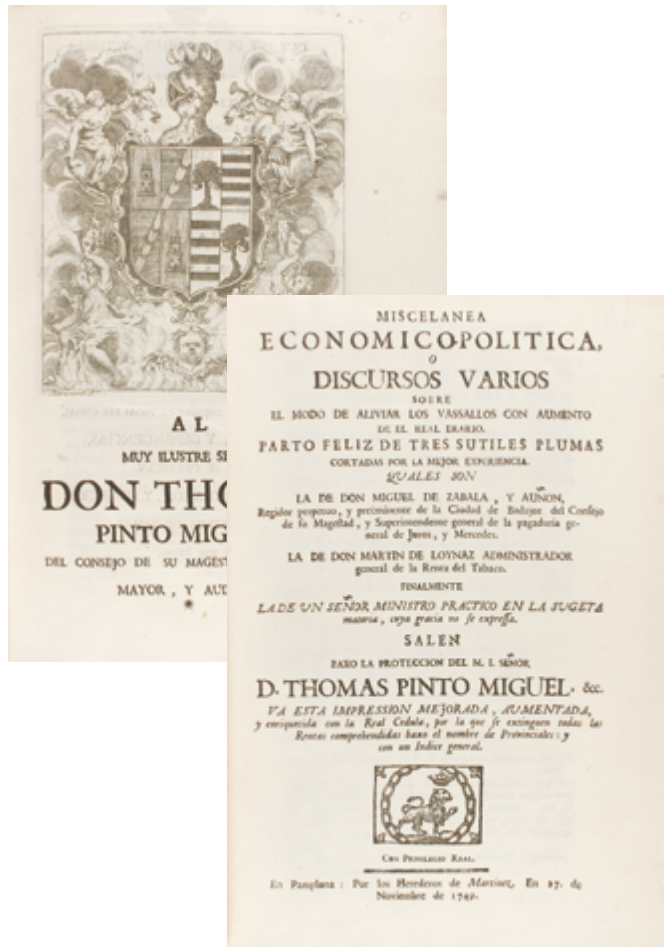 AL
MUY ILUSTRE
DON THO
PINTO MIG
DEL CONSEJO DE SU MAGES
MAYOR, Y AUD
MISCELANEA
ECONOMICO-POLITICA,
O
DISCURSOS VARIOS
SOBRE
EL MODO DE ALIVIAR LOS VASSALLOS CON AUMENTO
DE EL REAL ERARIO.
PARTO FELIZ DE TRES SUTILES PLUMAS
CORTADAS POR LA MEJOR EXPERIENCIA.
QUALES SON
LA DE DON MIGUEL DE ZABALA, Y AUÑON,
Regidor perpetuo, y preeminente de la Ciudad de Badajoz del Consejo
de su Magestad, y Superintendente general de la pagaduria ge-
neral de Juros, y Mercedes.
LA DE DON MARTIN DE LOYNAZ ADMINISTRADOR
general de la Renta del Tabaco.
FINALMENTE
LA DE UN SEÑOR MINISTRO PRACTICO EN LA SUGETA
materia, cuya gracia no se expressa.
SALEN
BAXO LA PROTECCION DEL M. I. SEÑOR
D. THOMAS PINTO MIGUEL, &c.
VA ESTA IMPRESSION MEJORADA, AUMENTADA,
y enriquecida con la Real Cedula, por la que se extinguen todas las
Rentas comprehendidas baxo el nombre de Provinciales: y
con un Indice general.
CON PRIVILEGIO REAL.
En Pamplona: Por los Herederos de Martinez, En 27. de
Noviembre de 1749.